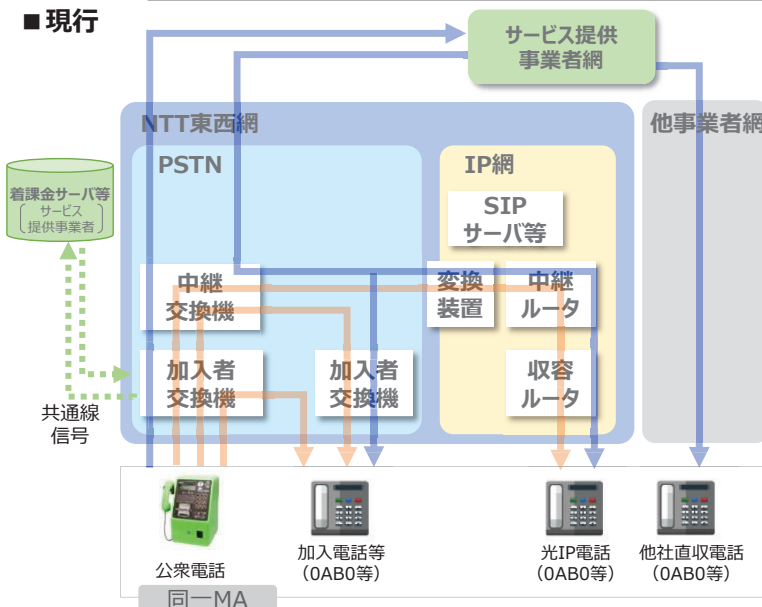 ■現行
サービス提供
事業者網
NTT東西網
他事業者網
PSTN
IP網
着課金サーバ等
サービス
提供事業者
SIP
サーバ等
中継
交換機
変換
装置
中継
ルータ
加入者
交換機
加入者
交換機
収容
ルータ
共通線
信号
公衆電話
加入電話等
（0AB0等）
光IP電話
（0AB0等）
他社直収電話
（0AB0等）
同一MA